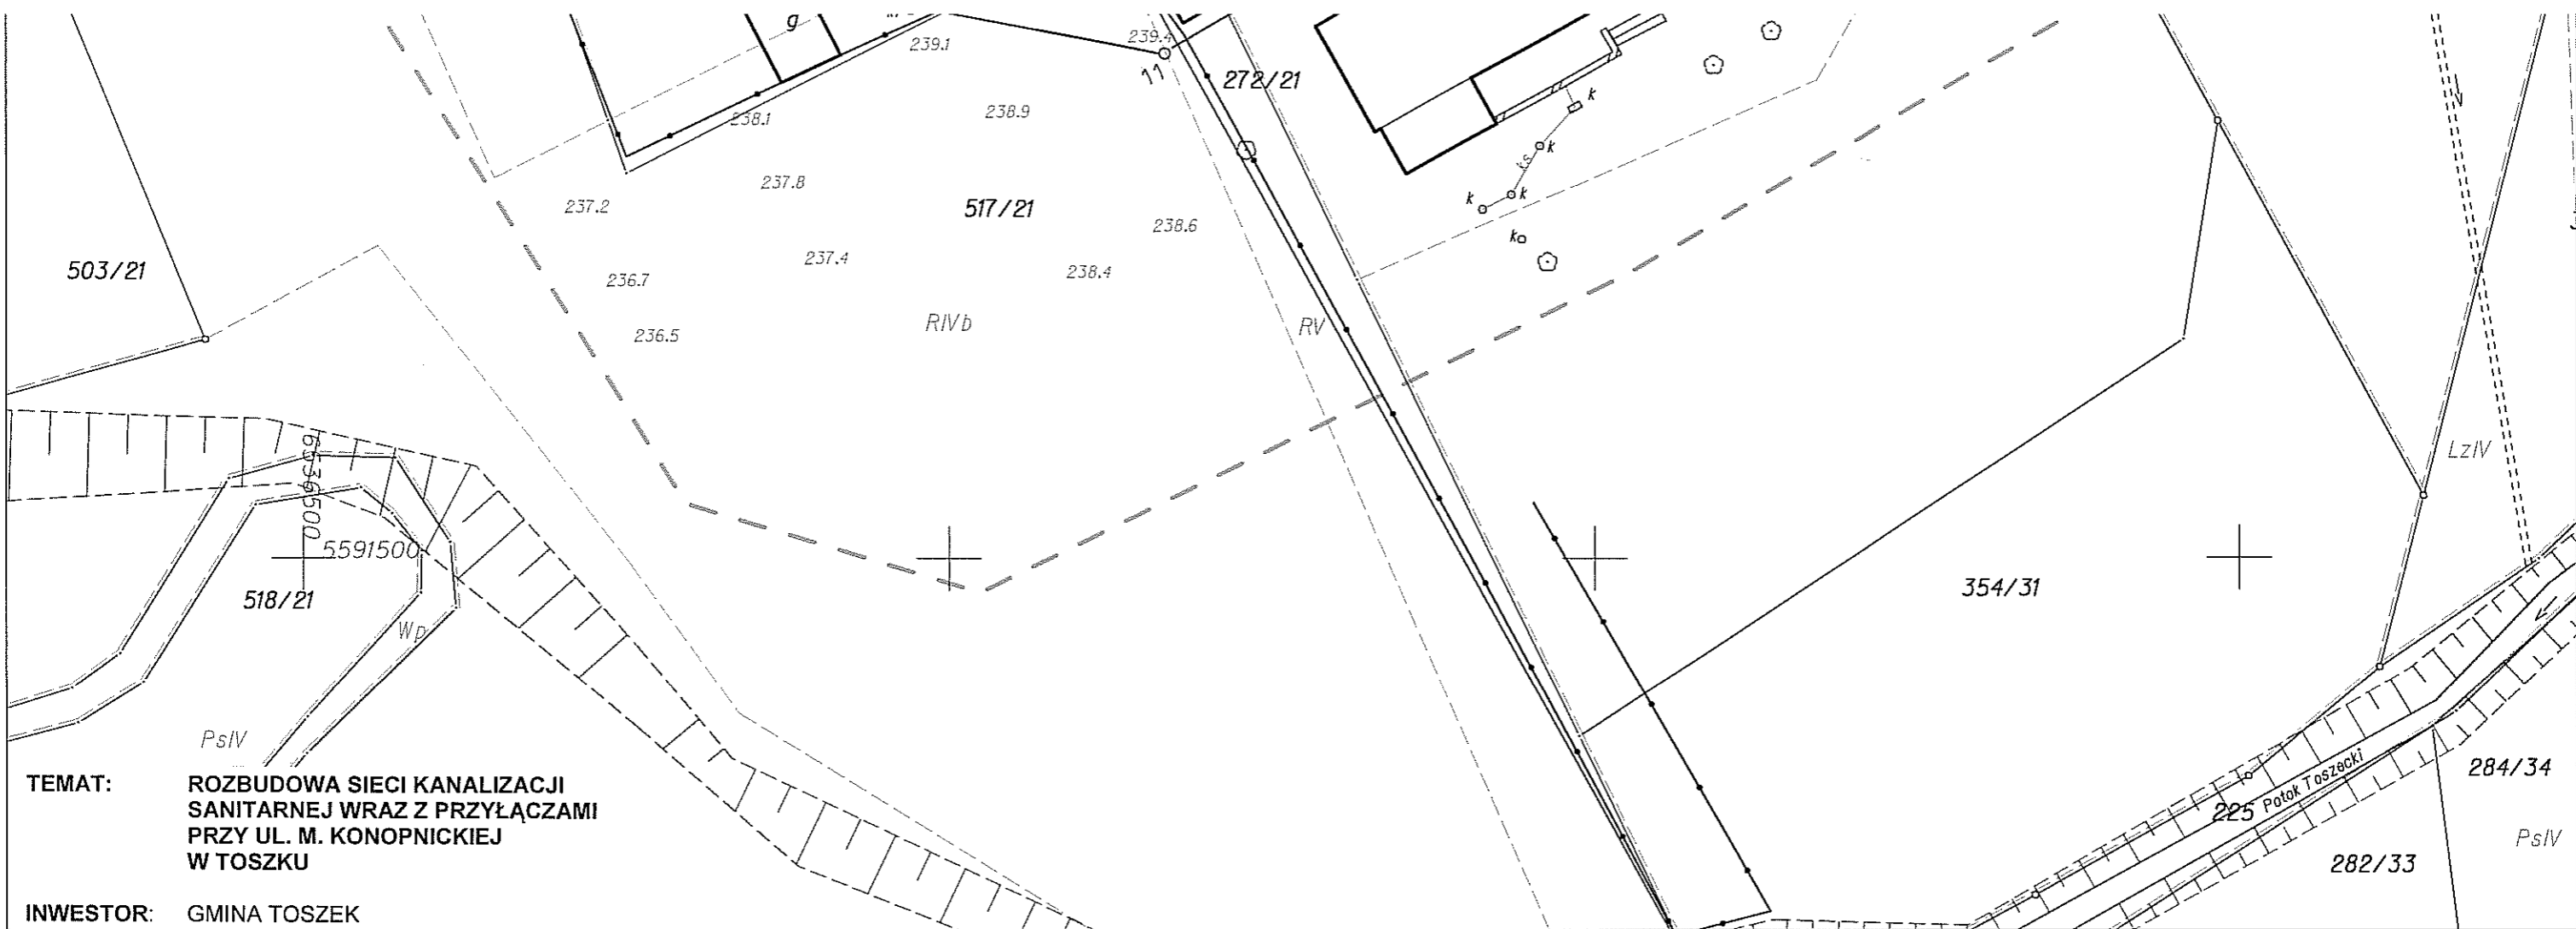 g
239.1
239.4
11
272/21
k
238.1
238.9
k
ks
237.8
k
k
237.2
517/21
238.6
k
503/21
237.4
236.7
238.4
RIVb
RV
236.5
LzIV
6536500
5591500
354/31
518/21
Wp
PsIV
284/34
225 Potok Toszecki
PsIV
282/33
TEMAT: ROZBUDOWA SIECI KANALIZACJI
SANITARNEJ WRAZ Z PRZYŁĄCZAMI
PRZY UL. M. KONOPNICKIEJ
W TOSZKU
INWESTOR: GMINA TOSZEK